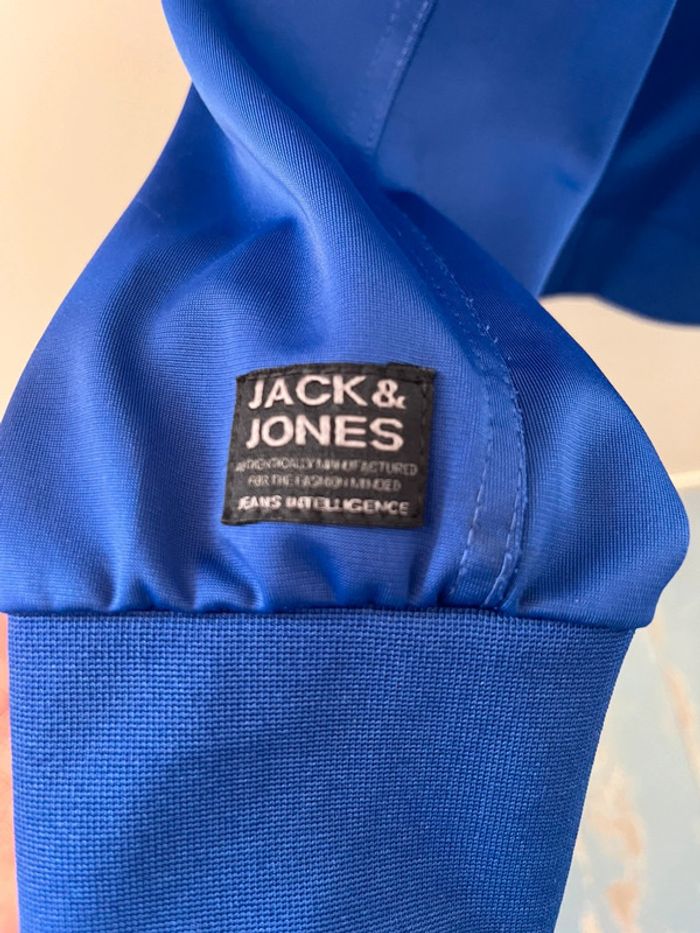 JACK &
JONES
AUTHENTICALLY MANUFACTURED
FOR THE FASHION MINDED
JEANS INTELLIGENCE